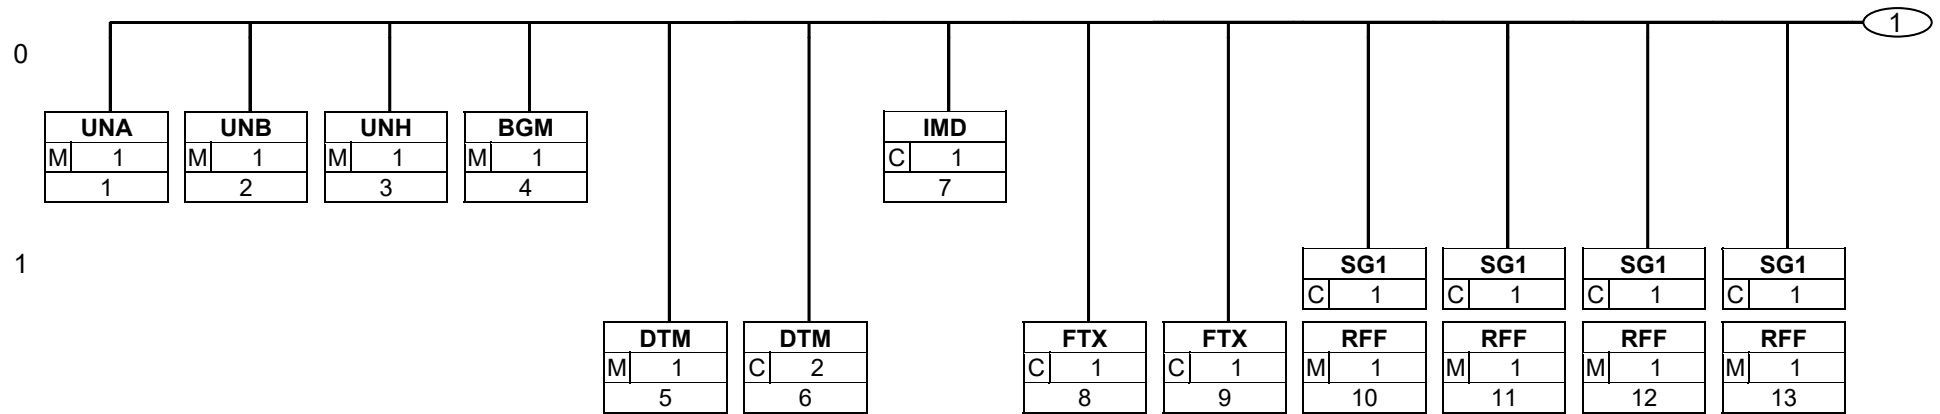 1
0
UNA UNB UNH BGM IMD
M 1 M 1 M 1 M 1 C 1
1 2 3 4 7
1 SG1 SG1 SG1 SG1
C 1 C 1 C 1 C 1
DTM DTM FTX FTX RFF RFF RFF RFF
M 1 C 2 C 1 C 1 M 1 M 1 M 1 M 1
5 6 8 9 10 11 12 13